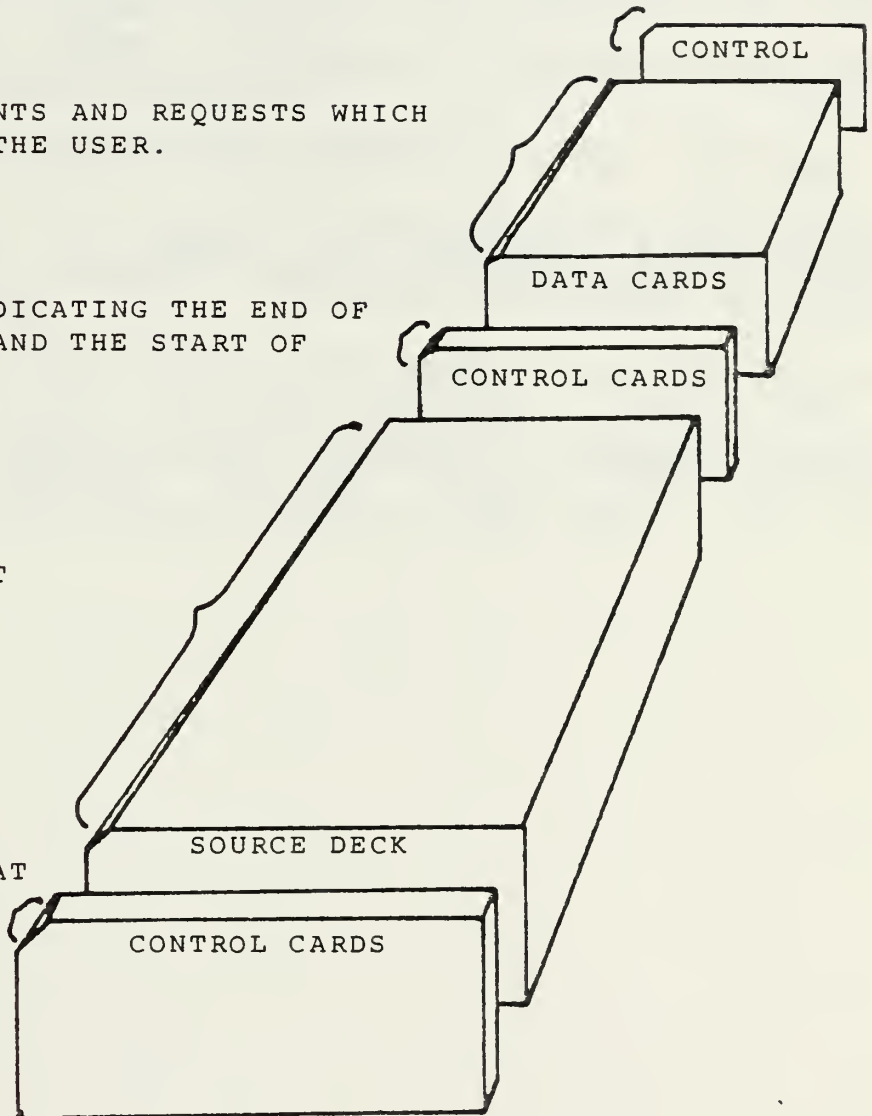 CONTROL
NTS AND REQUESTS WHICH
THE USER.
DATA CARDS
DICATING THE END OF
AND THE START OF
CONTROL CARDS
SOURCE DECK
AT
CONTROL CARDS